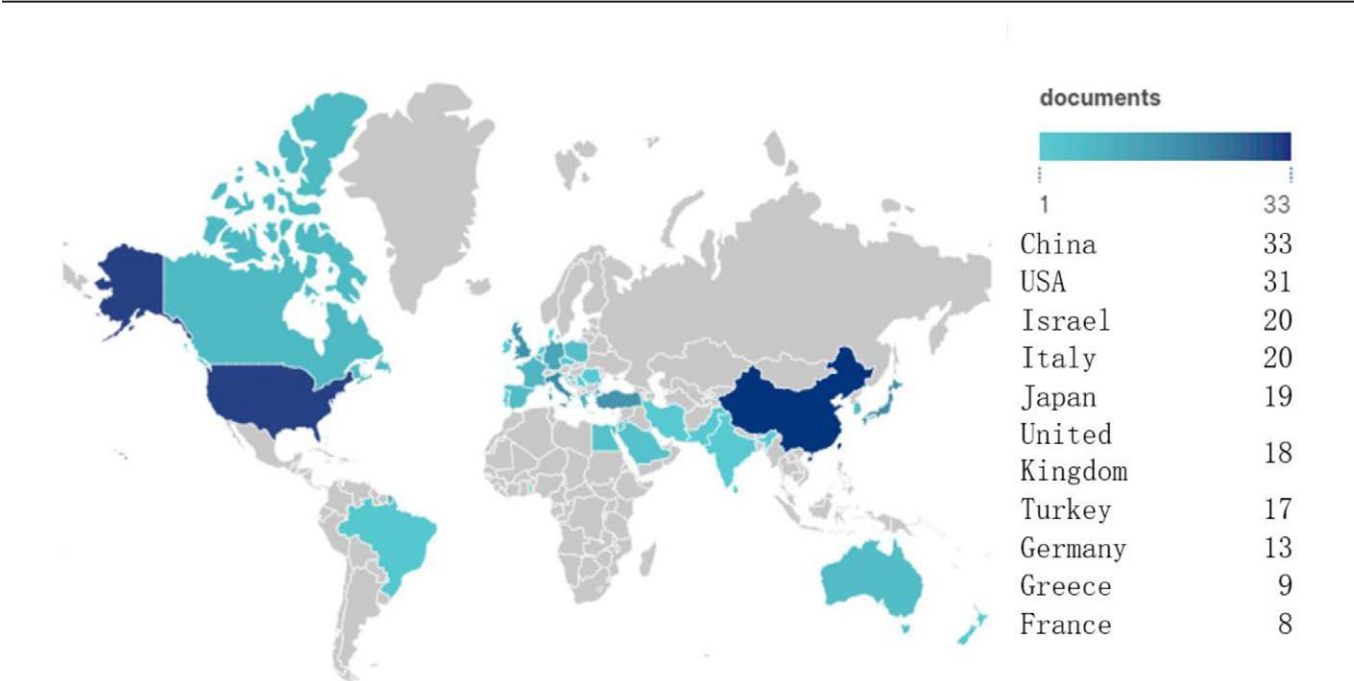 documents
1 33
China 33
USA 31
Israel 20
Italy 20
Japan 19
United
Kingdom 18
Turkey 17
Germany 13
Greece 9
France 8